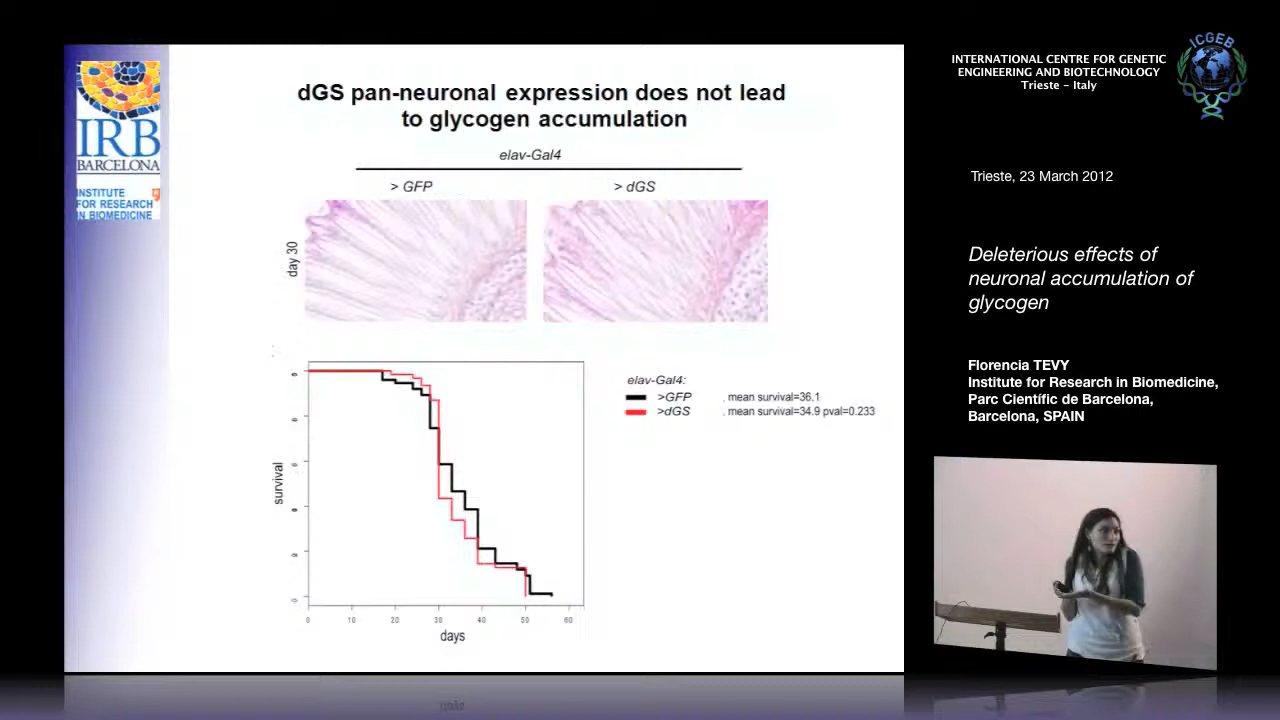 IRB
BARCELONA
INSTITUTE
FOR RESEARCH
IN BIOMEDICINE
dGS pan-neuronal expression does not lead
to glycogen accumulation
elav-Gal4
> GFP
> dGS
day 30
survival
0 10 20 30 40 50 60
days
elav-Gal4:
>GFP , mean survival=36.1
>dGS , mean survival=34.9 pval=0.233
INTERNATIONAL CENTRE FOR GENETIC
ENGINEERING AND BIOTECHNOLOGY
Trieste - Italy
ICGEB
Trieste, 23 March 2012
Deleterious effects of
neuronal accumulation of
glycogen
Florencia TEVY
Institute for Research in Biomedicine,
Parc Científic de Barcelona,
Barcelona, SPAIN